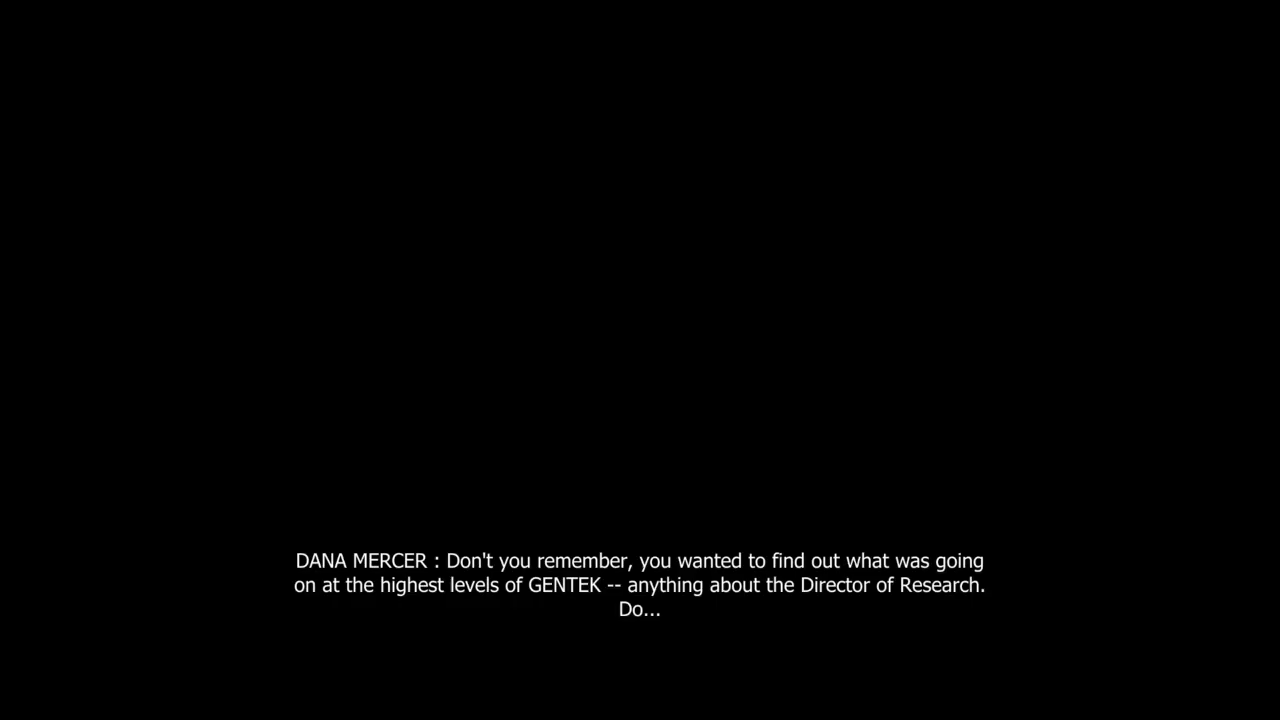 DANA MERCER : Don't you remember, you wanted to find out what was going
on at the highest levels of GENTEK -- anything about the Director of Research.
Do...